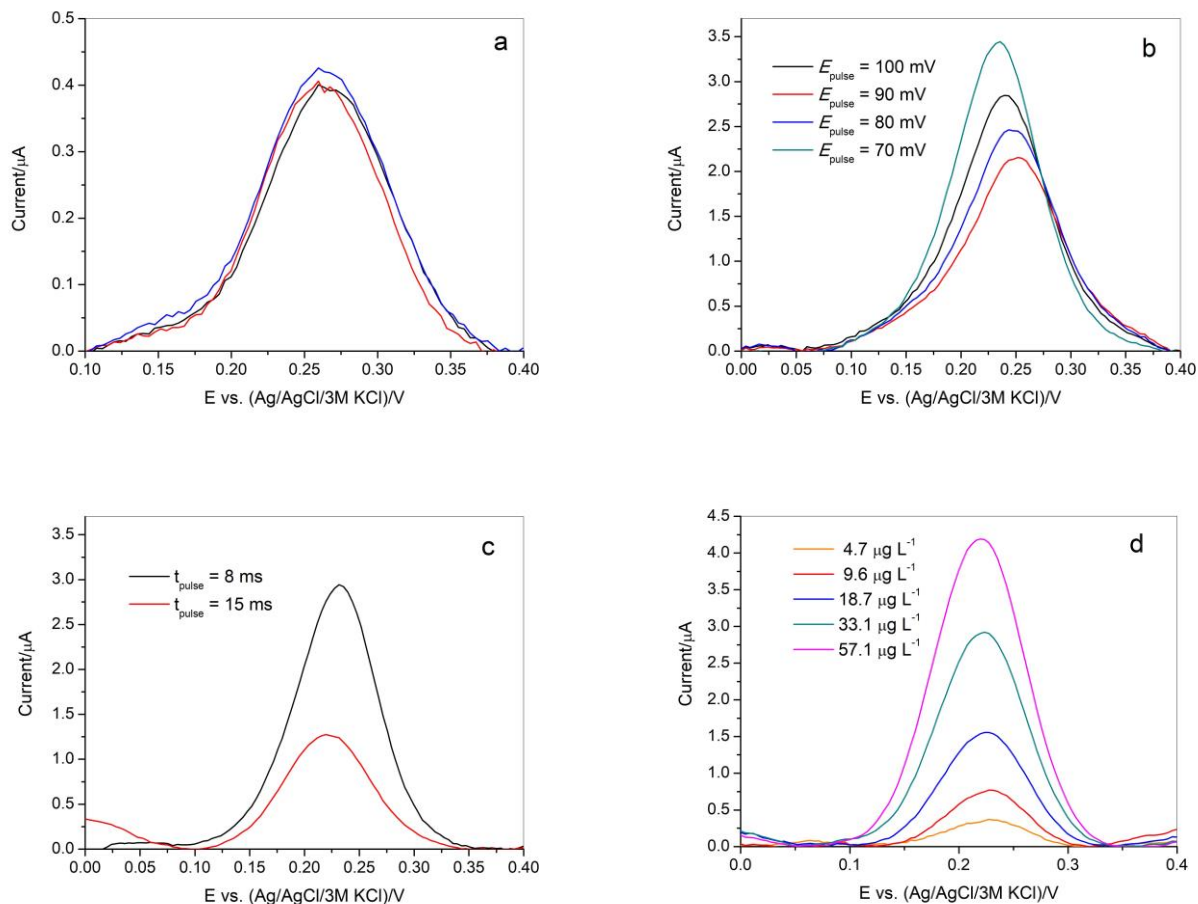 a
0.5
0.4
0.3
0.2
0.1
0.0
Current/μA
0.10 0.15 0.20 0.25 0.30 0.35 0.40
E vs. (Ag/AgCl/3M KCl)/V
b
3.5
3.0
2.5
2.0
1.5
1.0
0.5
0.0
Current/μA
E_pulse = 100 mV
E_pulse = 90 mV
E_pulse = 80 mV
E_pulse = 70 mV
0.00 0.05 0.10 0.15 0.20 0.25 0.30 0.35 0.40
E vs. (Ag/AgCl/3M KCl)/V
c
3.5
3.0
2.5
2.0
1.5
1.0
0.5
0.0
Current/μA
t_pulse = 8 ms
t_pulse = 15 ms
0.00 0.05 0.10 0.15 0.20 0.25 0.30 0.35 0.40
E vs. (Ag/AgCl/3M KCl)/V
d
4.5
4.0
3.5
3.0
2.5
2.0
1.5
1.0
0.5
0.0
Current/μA
4.7 μg L⁻¹
9.6 μg L⁻¹
18.7 μg L⁻¹
33.1 μg L⁻¹
57.1 μg L⁻¹
0.0 0.1 0.2 0.3 0.4
E vs. (Ag/AgCl/3M KCl)/V